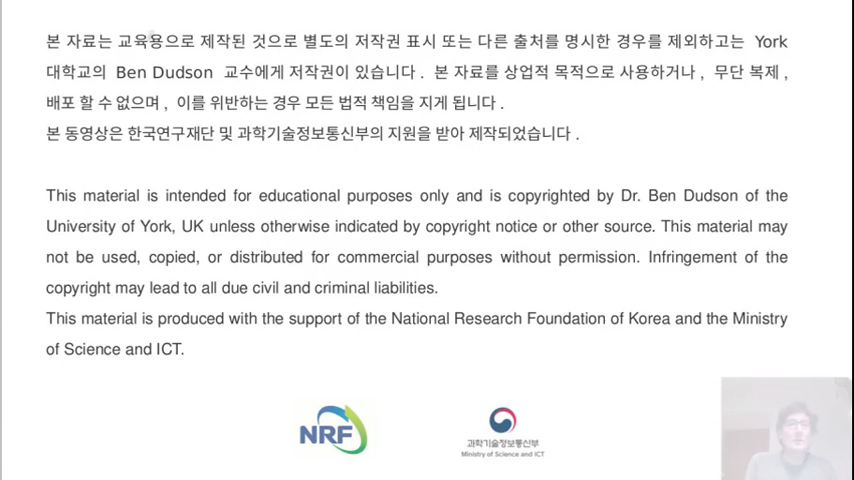 본 자료는 교육용으로 제작된 것으로 별도의 저작권 표시 또는 다른 출처를 명시한 경우를 제외하고는 York
대학교의 Ben Dudson 교수에게 저작권이 있습니다 . 본 자료를 상업적 목적으로 사용하거나 , 무단 복제 ,
배포 할 수 없으며 , 이를 위반하는 경우 모든 법적 책임을 지게 됩니다 .
본 동영상은 한국연구재단 및 과학기술정보통신부의 지원을 받아 제작되었습니다 .
This material is intended for educational purposes only and is copyrighted by Dr. Ben Dudson of the
University of York, UK unless otherwise indicated by copyright notice or other source. This material may
not be used, copied, or distributed for commercial purposes without permission. Infringement of the
copyright may lead to all due civil and criminal liabilities.
This material is produced with the support of the National Research Foundation of Korea and the Ministry
of Science and ICT.
NRF
과학기술정보통신부
Ministry of Science and ICT